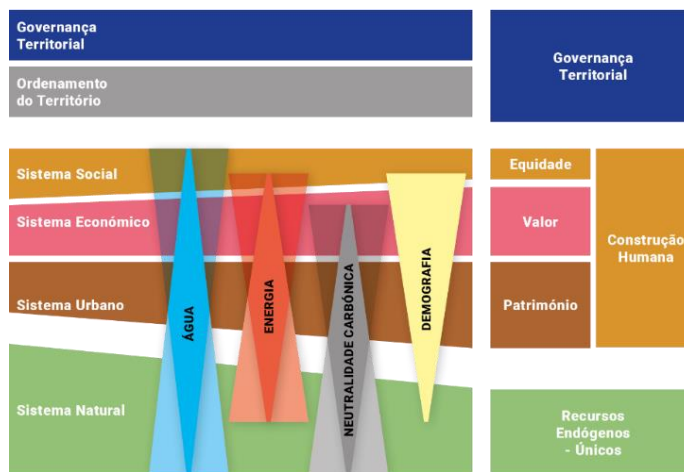 Governança
Territorial
Ordenamento
do Território
Sistema Social
Sistema Económico
Sistema Urbano
Sistema Natural
ÁGUA
ENERGIA
NEUTRALIDADE CARBÓNICA
DEMOGRAFIA
Governança
Territorial
Equidade
Valor
Património
Construção
Humana
Recursos
Endógenos
- Únicos